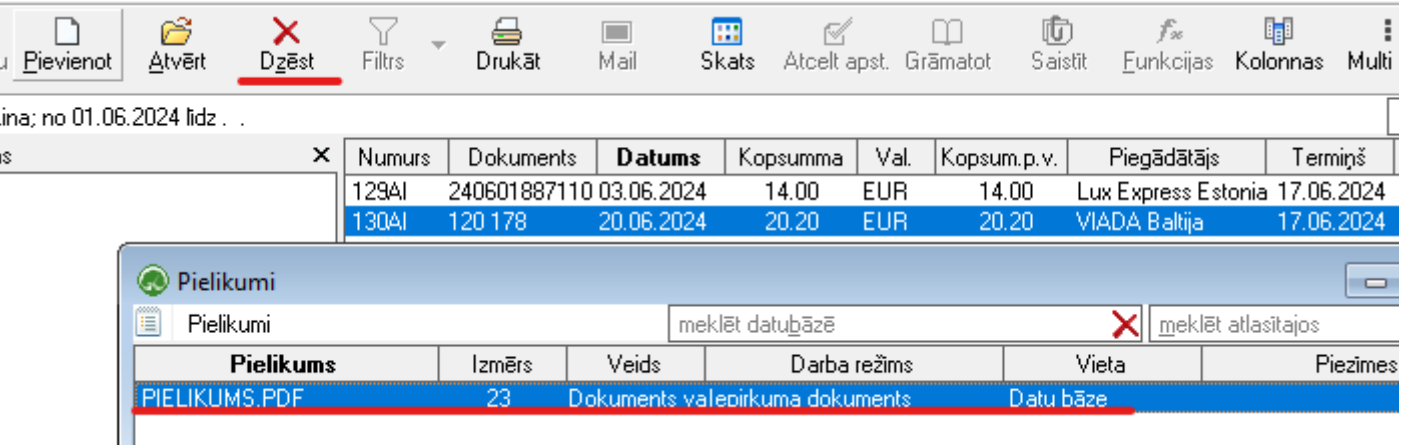 Pievienot Atvērt Dzēst Filtrs Drukāt Mail Skats Atcelt apst. Grāmatot Saistīt Funkcijas Kolonnas Multi
no 01.06.2024 līdz . .
Numurs Dokuments Datums Kopsumma Val. Kopsum.p.v. Piegādātājs Termiņš
129AI 240601887110 03.06.2024 14.00 EUR 14.00 Lux Express Estonia 17.06.2024
130AI 120 178 20.06.2024 20.20 EUR 20.20 VIADA Baltija 17.06.2024
Pielikumi
Pielikumi meklēt datubāzē meklēt atlasītajos
Pielikums Izmērs Veids Darba režīms Vieta Piezīmes
PIELIKUMS.PDF 23 Dokuments va Iepirkuma dokuments Datu bāze